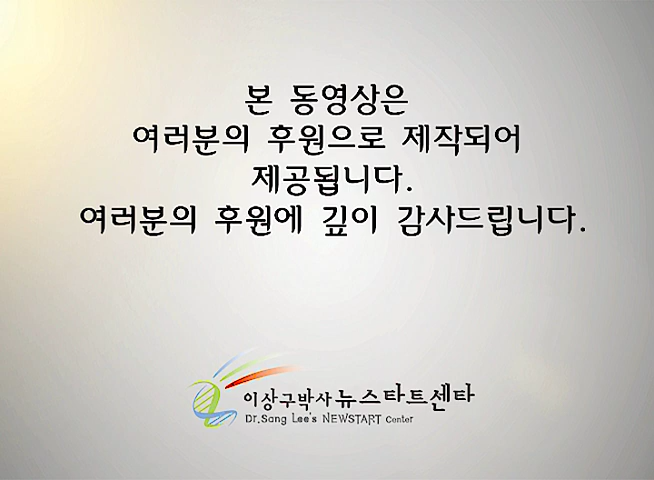 본 동영상은
여러분의 후원으로 제작되어
제공됩니다.
여러분의 후원에 깊이 감사드립니다.
이상구박사 뉴스타트센타
Dr.Sang Lee's NEWSTART Center